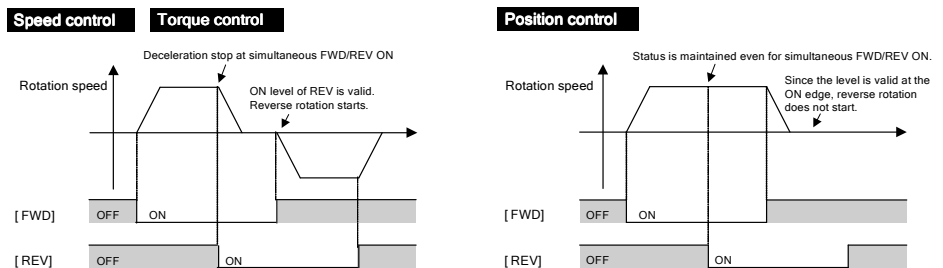 Speed control
Torque control
Deceleration stop at simultaneous FWD/REV ON
Rotation speed
ON level of REV is valid.
Reverse rotation starts.
[ FWD]
OFF
ON
[ REV]
OFF
ON
Position control
Status is maintained even for simultaneous FWD/REV ON.
Rotation speed
Since the level is valid at the
ON edge, reverse rotation
does not start.
[ FWD]
OFF
ON
[ REV]
OFF
ON